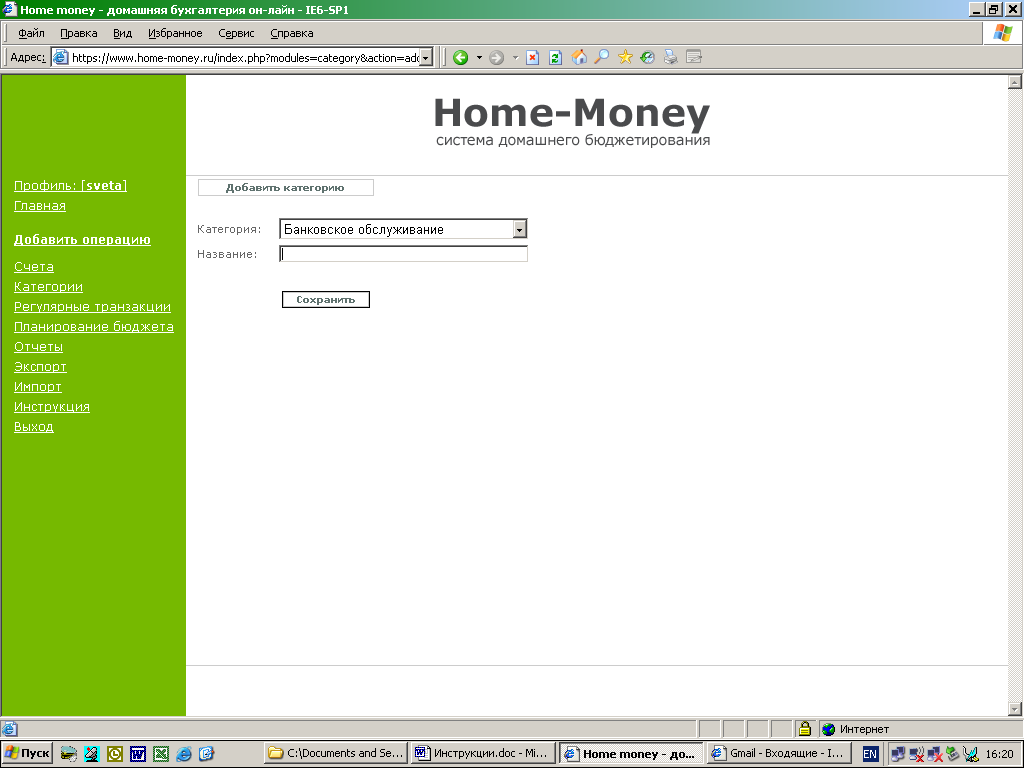 Home money - домашняя бухгалтерия он-лайн - IE6-SP1
Файл Правка Вид Избранное Сервис Справка
Адрес: https://www.home-money.ru/index.php?modules=category&action=add
Home-Money
система домашнего бюджетирования
Профиль: [sveta]
Главная
Добавить операцию
Счета
Категории
Регулярные транзакции
Планирование бюджета
Отчеты
Экспорт
Импорт
Инструкция
Выход
Добавить категорию
Категория: Банковское обслуживание
Название:
Сохранить
Интернет
Пуск C:\Documents and Se... Инструкции.doc - Mi... Home money - до... Gmail - Входящие - I... EN 16:20